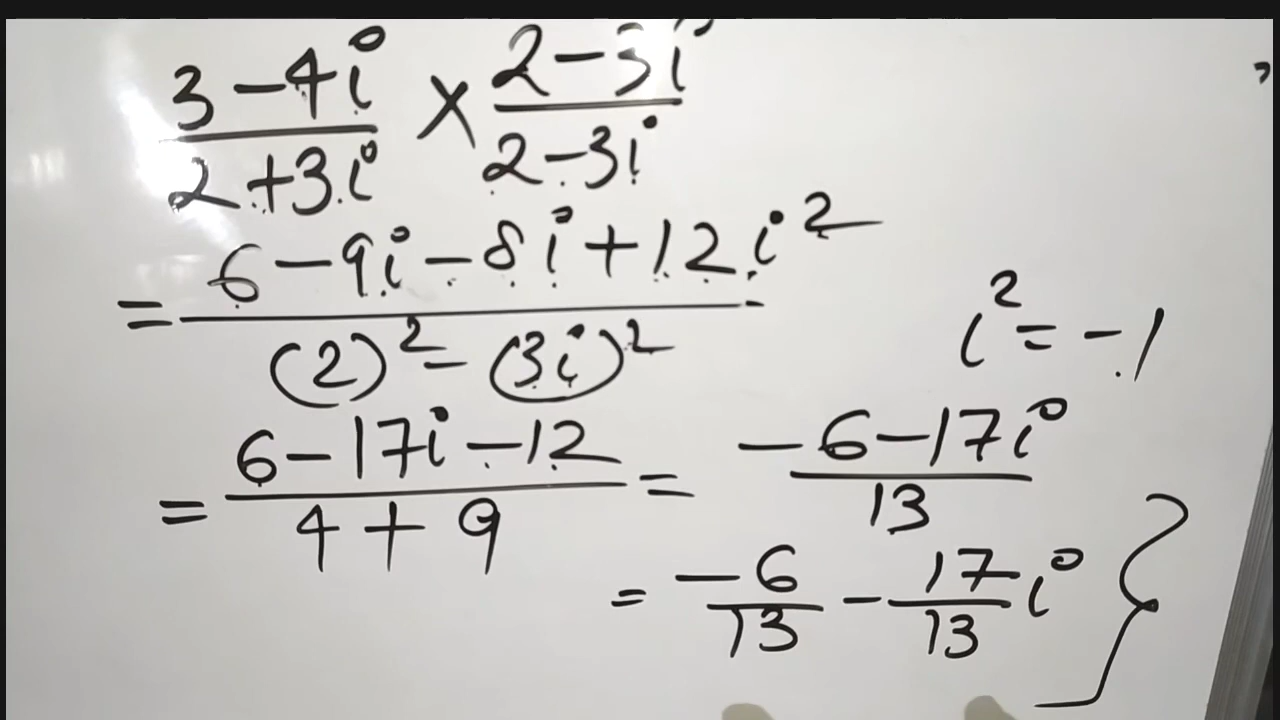 3-4i/2+3i × 2-3i/2-3i
= 6-9i-8i+12i²/(2)²-(3i)²
i² = -1
= 6-17i-12/4+9 = -6-17i/13
= -6/13 - 17/13 i